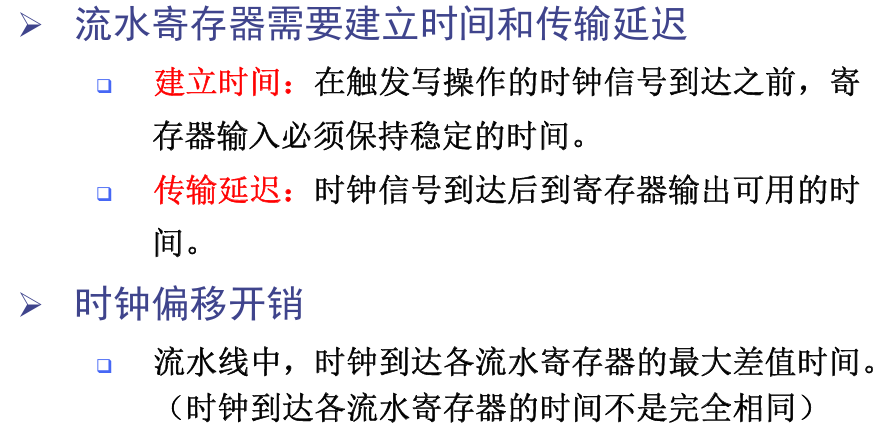 流水寄存器需要建立时间和传输延迟
建立时间：在触发写操作的时钟信号到达之前，寄
存器输入必须保持稳定的时间。
传输延迟：时钟信号到达后到寄存器输出可用的时
间。
时钟偏移开销
流水线中，时钟到达各流水寄存器的最大差值时间。
（时钟到达各流水寄存器的时间不是完全相同）